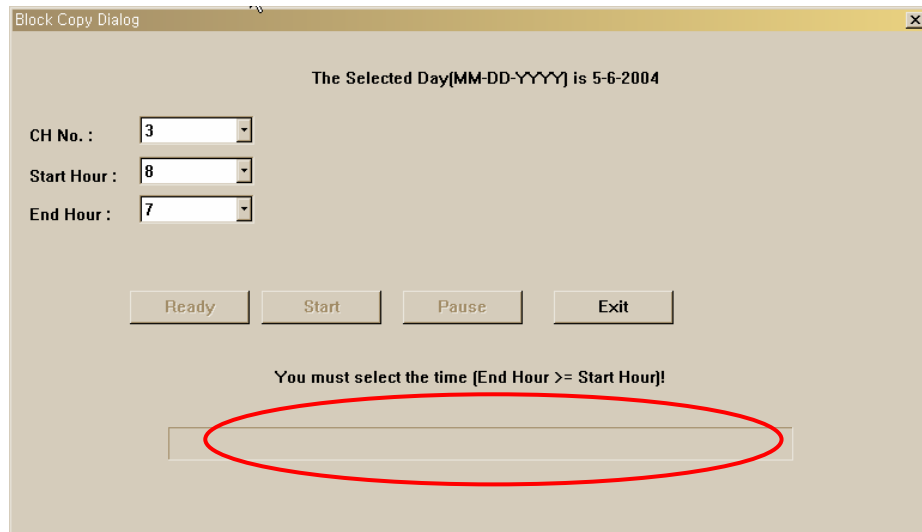 Block Copy Dialog
The Selected Day(MM-DD-YYYY) is 5-6-2004
CH No. : 3
Start Hour : 8
End Hour : 7
Ready Start Pause Exit
You must select the time (End Hour >= Start Hour)!